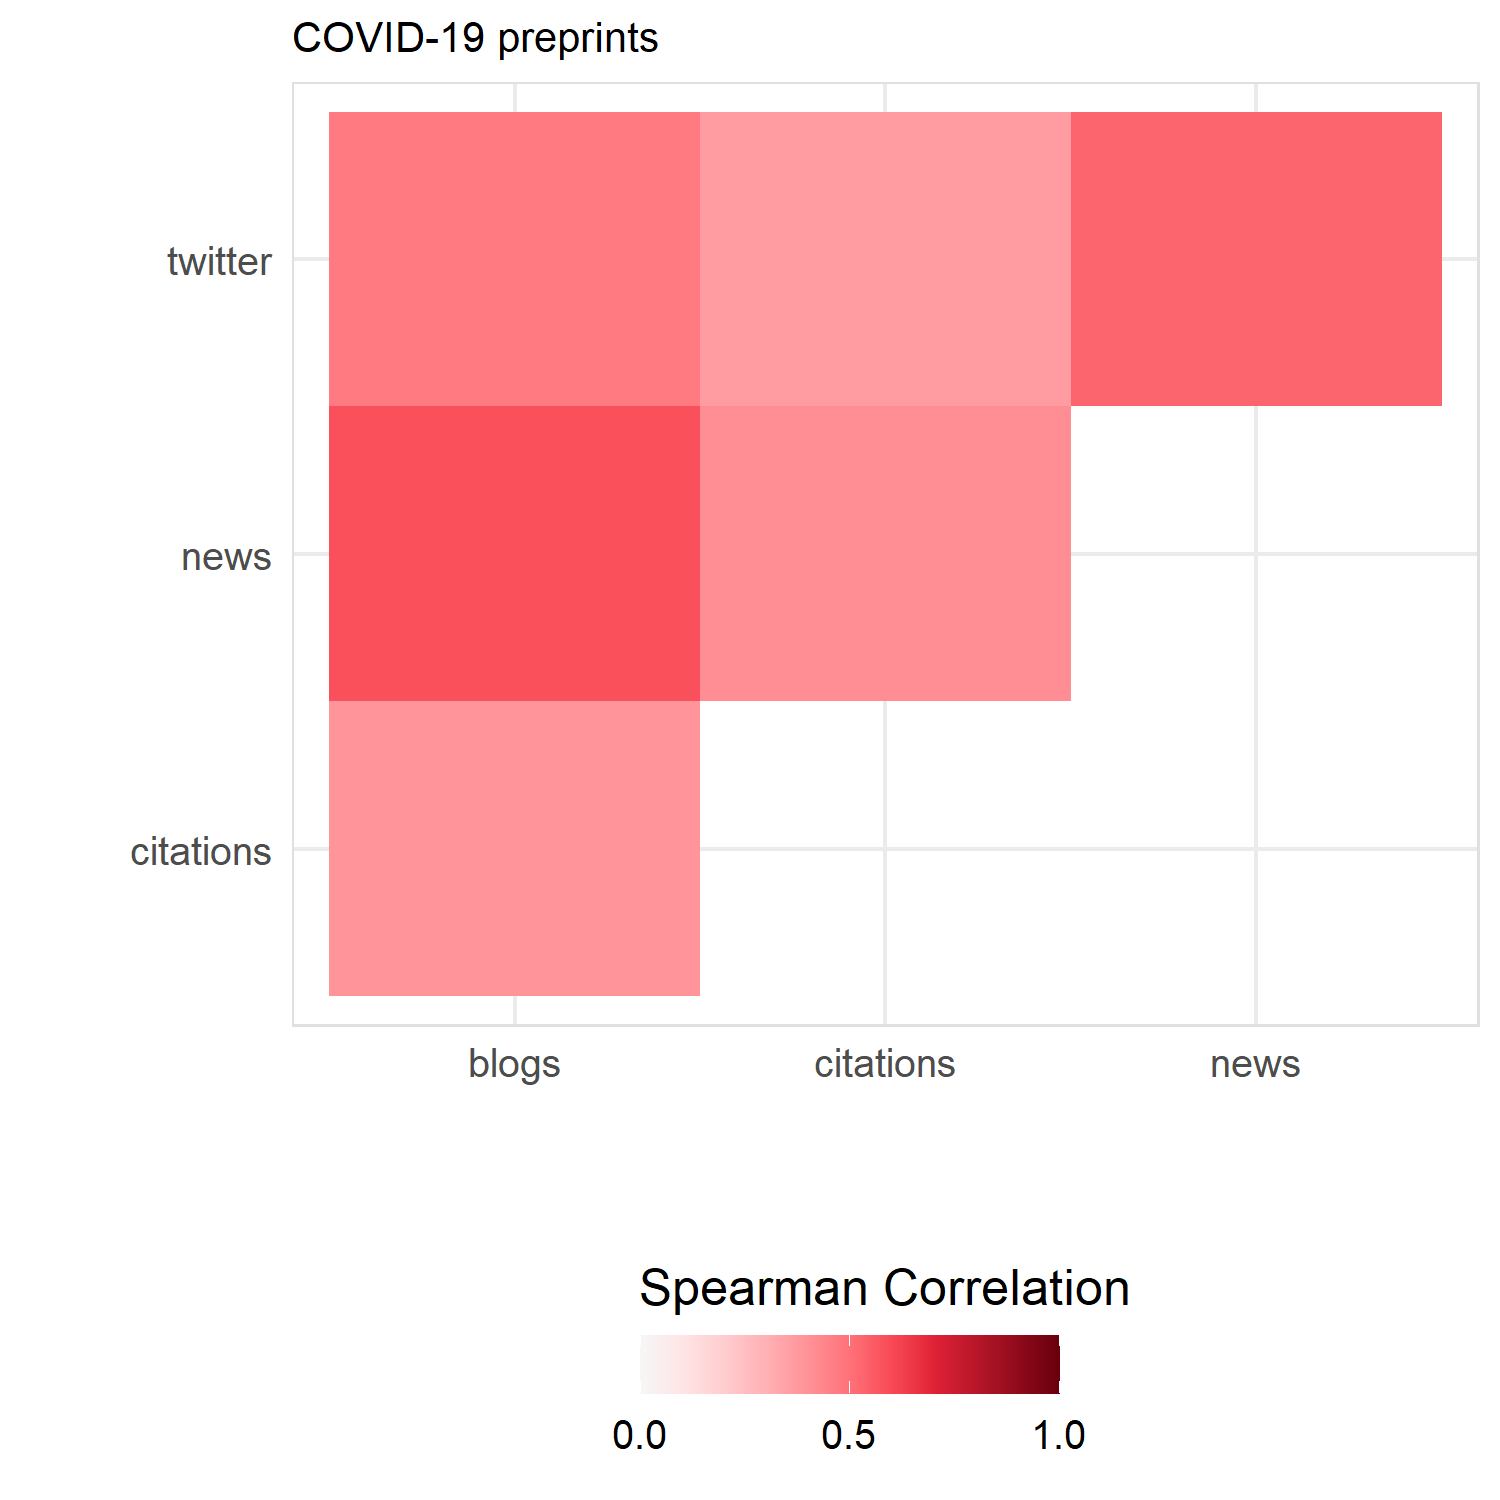 COVID-19 preprints
twitter
news
citations
blogs citations news
Spearman Correlation
0.0 0.5 1.0